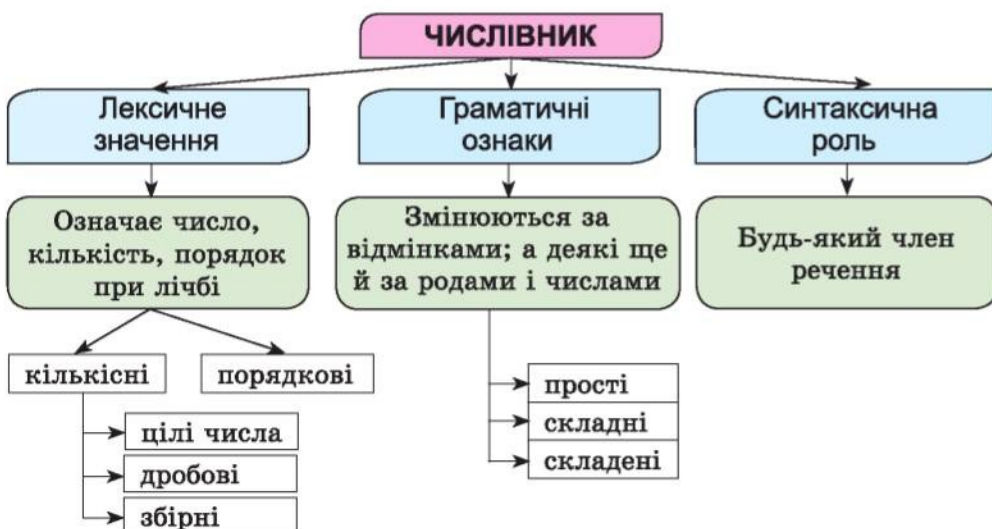 ЧИСЛІВНИК
Лексичне
значення
Граматичні
ознаки
Синтаксична
роль
Означає число,
кількість, порядок
при лічбі
Змінюються за
відмінками; а деякі ще
й за родами і числами
Будь-який член
речення
кількісні
порядкові
цілі числа
дробові
збірні
прості
складні
складені